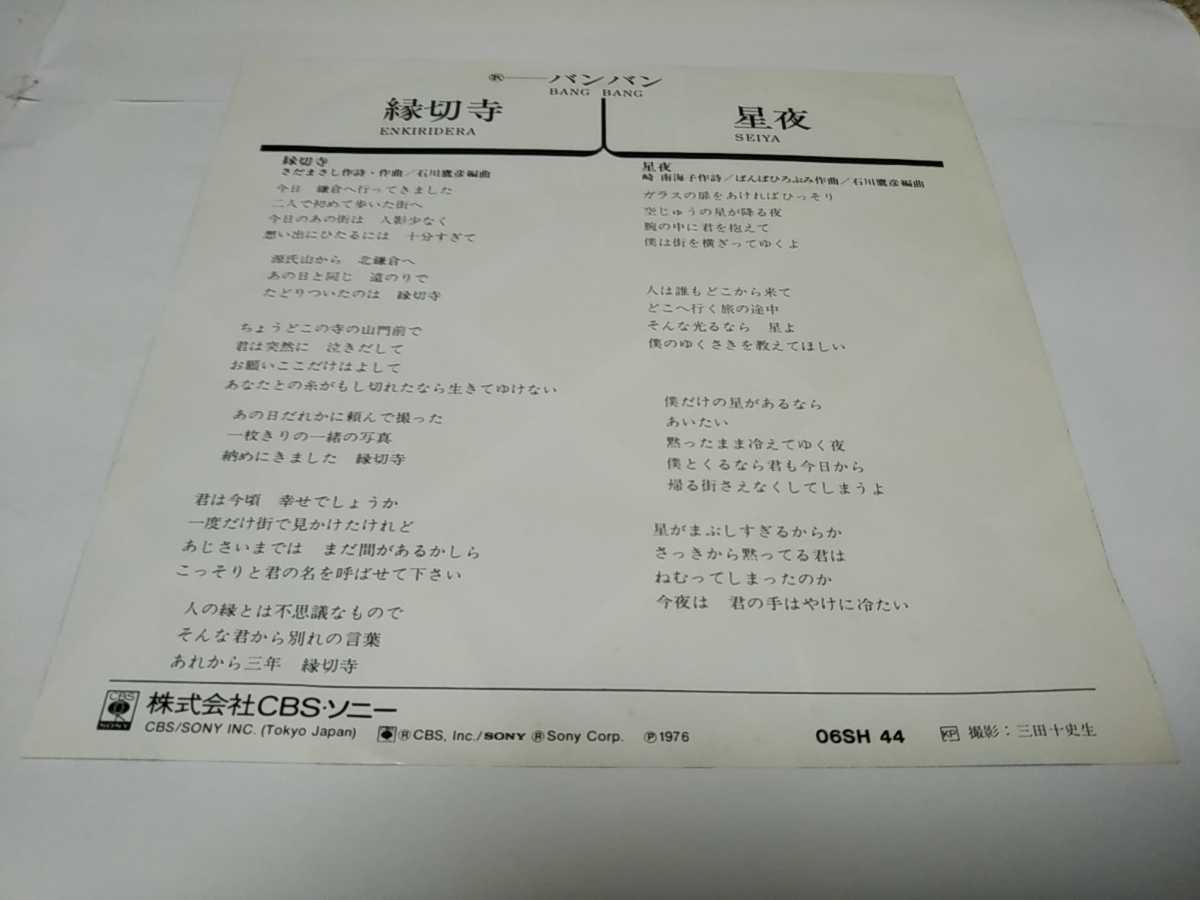 バンバン
BANG BANG
縁切寺
ENKIRIDERA
縁切寺
さだまさし作詩・作曲/石川鷹彦編曲
今日 鎌倉へ行ってきました
二人で初めて歩いた街へ
今日のあの街は 人影少なく
想い出にひたるには 十分すぎて
源氏山から 北鎌倉へ
あの日と同じ 道のりで
たどりついたのは 縁切寺
ちょうどこの寺の山門前で
君は突然に 泣きだして
お願いここだけはよして
あなたとの糸がもし切れたなら生きてゆけない
あの日だれかに頼んで撮った
一枚きりの一緒の写真
納めにきました 縁切寺
君は今頃 幸せでしょうか
一度だけ街で見かけたけれど
あじさいまでは まだ間があるかしら
こっそりと君の名を呼ばせて下さい
人の縁とは不思議なもので
そんな君から別れの言葉
あれから三年 縁切寺
星夜
SEIYA
星夜
崎 南海子作詩/ばんばひろふみ作曲/石川鷹彦編曲
ガラスの扉をあければひっそり
空じゅうの星が降る夜
腕の中に君を抱えて
僕は街を横ぎってゆくよ
人は誰もどこから来て
どこへ行く旅の途中
そんな光るなら 星よ
僕のゆくさきを教えてほしい
僕だけの星があるなら
あいたい
黙ったまま冷えてゆく夜
僕とくるなら君も今日から
帰る街さえなくしてしまうよ
星がまぶしすぎるからか
さっきから黙ってる君は
ねむってしまったのか
今夜は 君の手はやけに冷たい
CBS
SONY
株式会社CBS・ソニー
CBS/SONY INC. (Tokyo Japan)
®CBS, Inc./SONY ®Sony Corp. ℗1976
06SH 44
KP 撮影:三田十史生